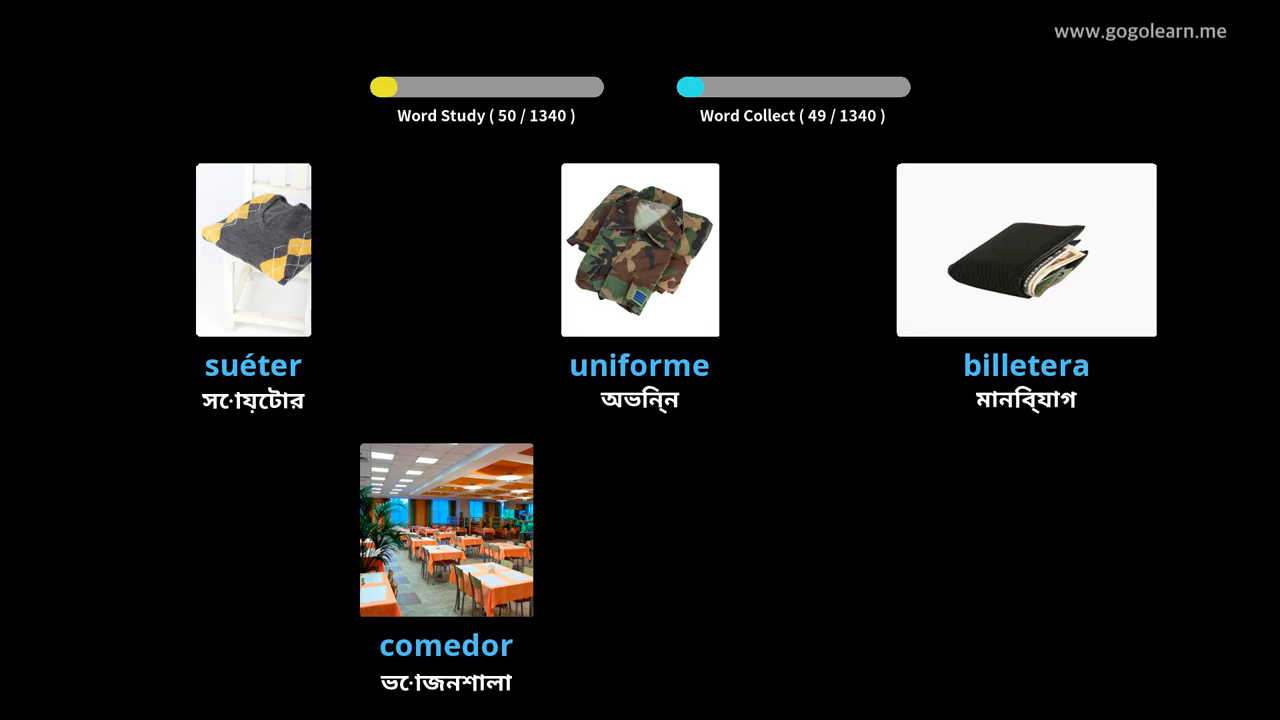 www.gogolearn.me
Word Study ( 50 / 1340 )
Word Collect ( 49 / 1340 )
suéter
সোয়েটার
uniforme
অভিন্ন
billetera
মানিব্যাগ
comedor
ভোজনশালা